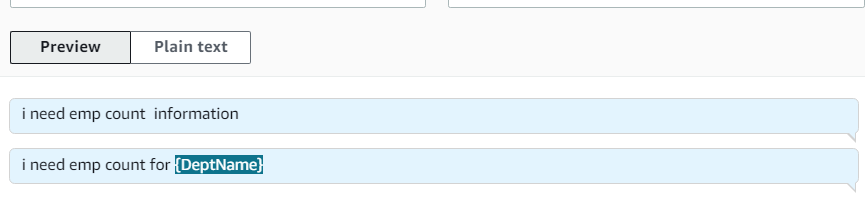 Preview Plain text
i need emp count  information
i need emp count for {DeptName}